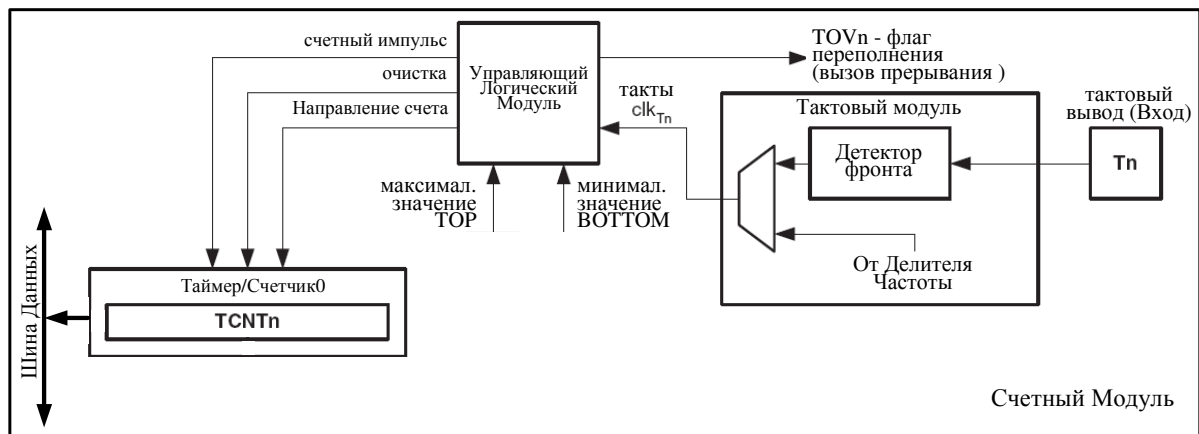 счетный импульс
очистка
Направление счета
Управляющий
Логический
Модуль
TOVn - флаг
переполнения
(вызов прерывания )
такты
clkTn
Тактовый модуль
Детектор
фронта
тактовый
вывод (Вход)
Tn
максимал.
значение
TOP
минимал.
значение
BOTTOM
От Делителя
Частоты
Шина Данных
Таймер/Счетчик0
TCNTn
Счетный Модуль